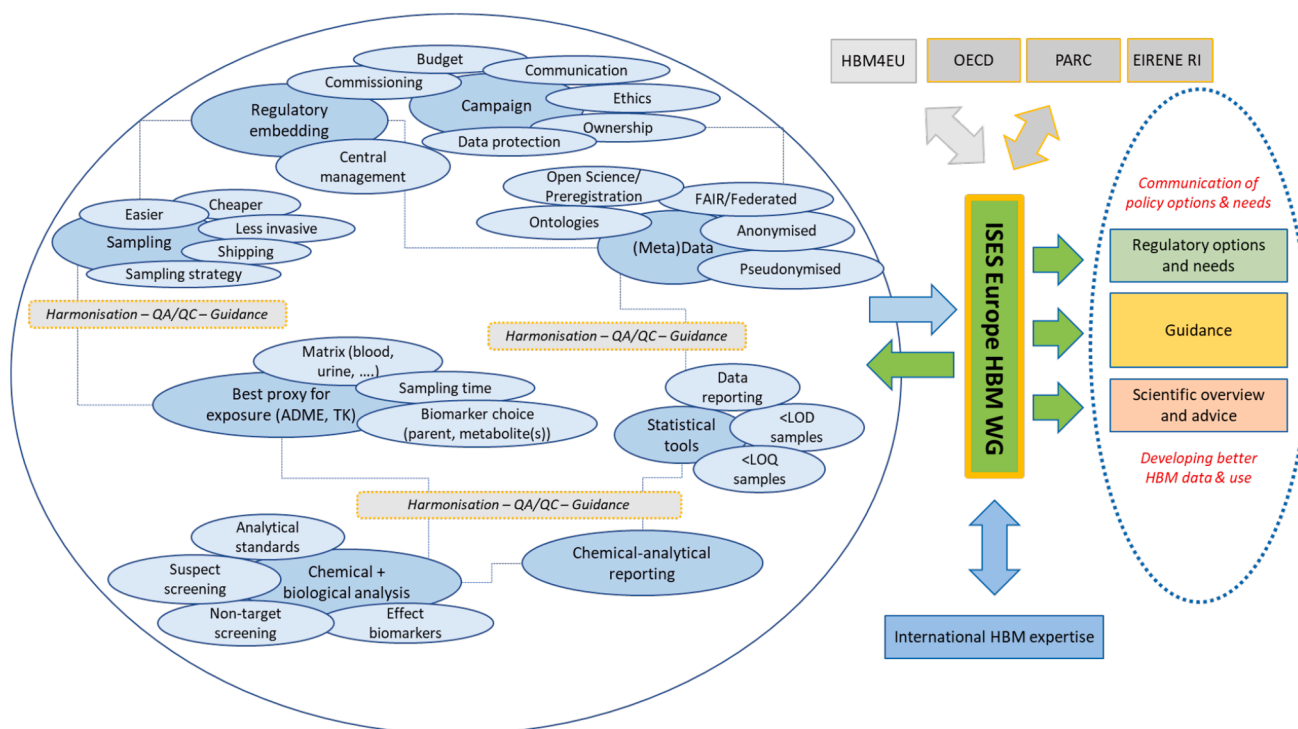 Budget
Commissioning
Communication
Regulatory
embedding
Campaign
Ethics
Ownership
Data protection
Central
management
Open Science/
Preregistration
FAIR/Federated
Ontologies
(Meta)Data
Anonymised
Pseudonymised
Cheaper
Easier
Less invasive
Sampling
Shipping
Sampling strategy
Harmonisation – QA/QC – Guidance
Harmonisation – QA/QC – Guidance
Matrix (blood,
urine, ....)
Sampling time
Best proxy for
exposure (ADME, TK)
Biomarker choice
(parent, metabolite(s))
Data
reporting
Statistical
tools
<LOD
samples
<LOQ
samples
Harmonisation – QA/QC – Guidance
Analytical
standards
Suspect
screening
Chemical +
biological analysis
Non-target
screening
Effect
biomarkers
Chemical-analytical
reporting
HBM4EU
OECD
PARC
EIRENE RI
ISES Europe HBM WG
Communication of
policy options & needs
Regulatory options
and needs
Guidance
Scientific overview
and advice
Developing better
HBM data & use
International HBM expertise